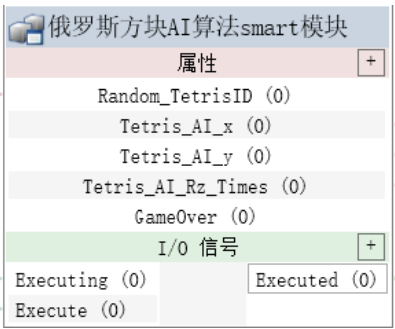 俄罗斯方块AI算法smart模块
属性 +
Random_TetrisID (0)
Tetris_AI_x (0)
Tetris_AI_y (0)
Tetris_AI_Rz_Times (0)
GameOver (0)
I/O 信号 +
Executing (0) Executed (0)
Execute (0)